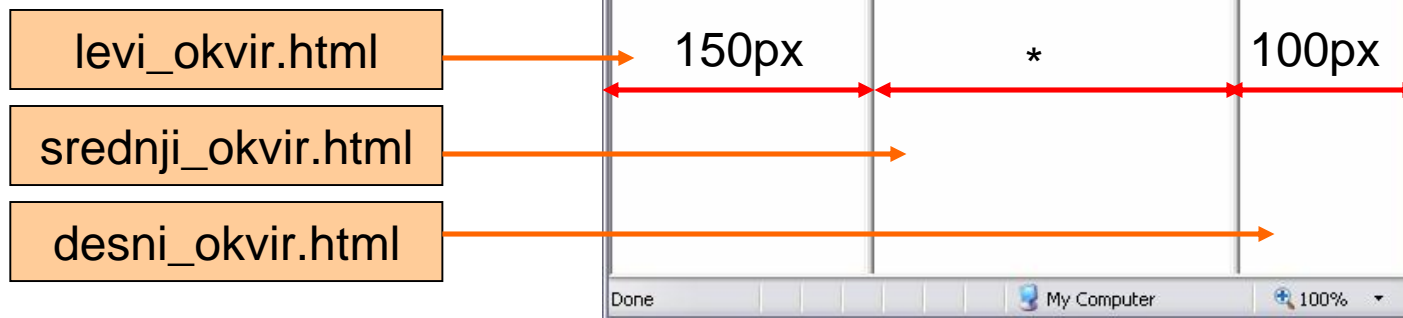 levi_okvir.html
150px
*
100px
srednji_okvir.html
desni_okvir.html
Done
My Computer
100%